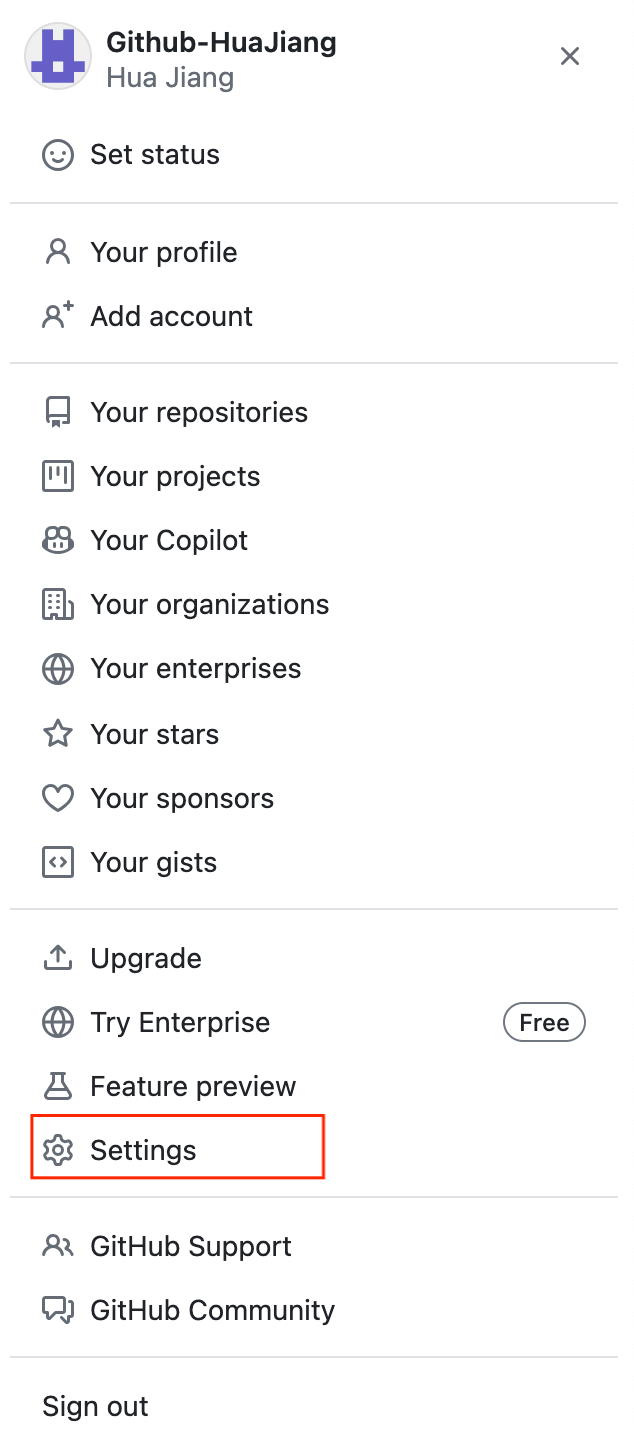 Github-HuaJiang
Hua Jiang
Set status
Your profile
Add account
Your repositories
Your projects
Your Copilot
Your organizations
Your enterprises
Your stars
Your sponsors
Your gists
Upgrade
Try Enterprise Free
Feature preview
Settings
GitHub Support
GitHub Community
Sign out